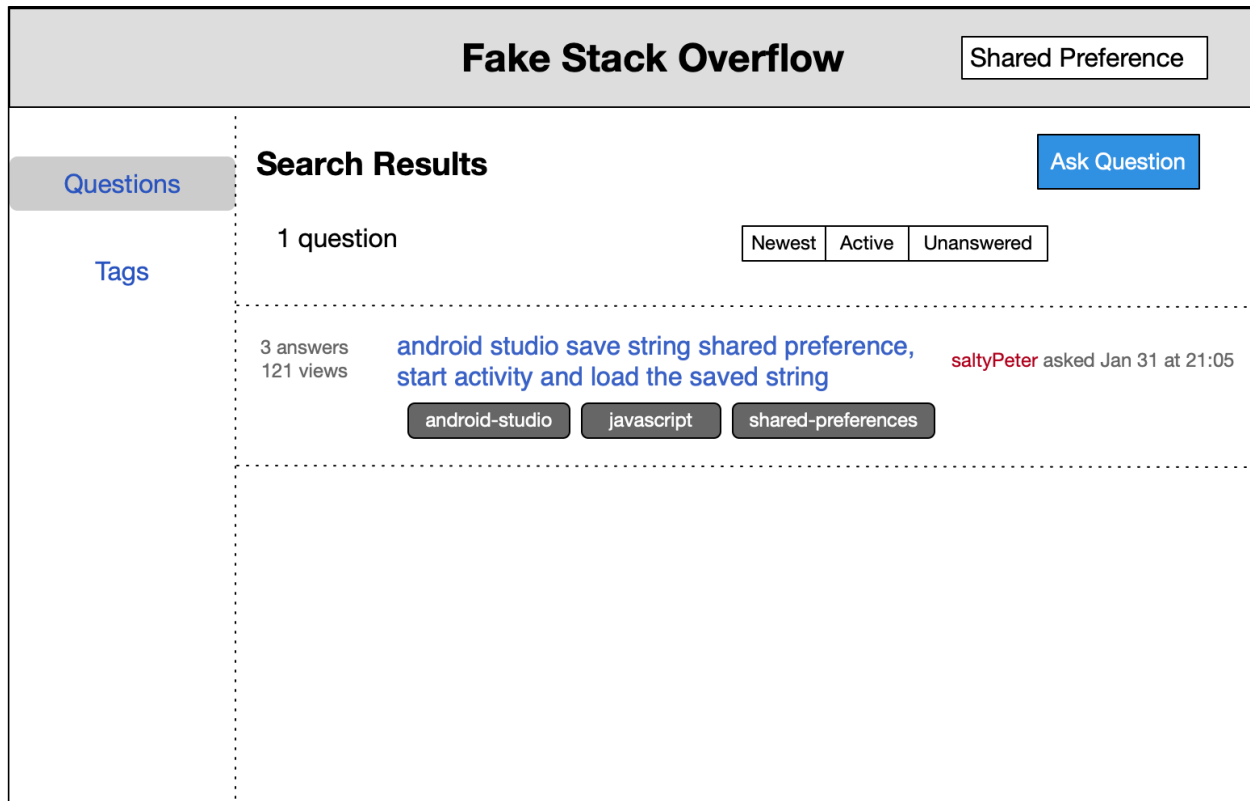 Fake Stack Overflow
Shared Preference
Questions
Tags
Search Results
Ask Question
1 question
Newest
Active
Unanswered
3 answers
121 views
android studio save string shared preference,
start activity and load the saved string
android-studio
javascript
shared-preferences
saltyPeter asked Jan 31 at 21:05